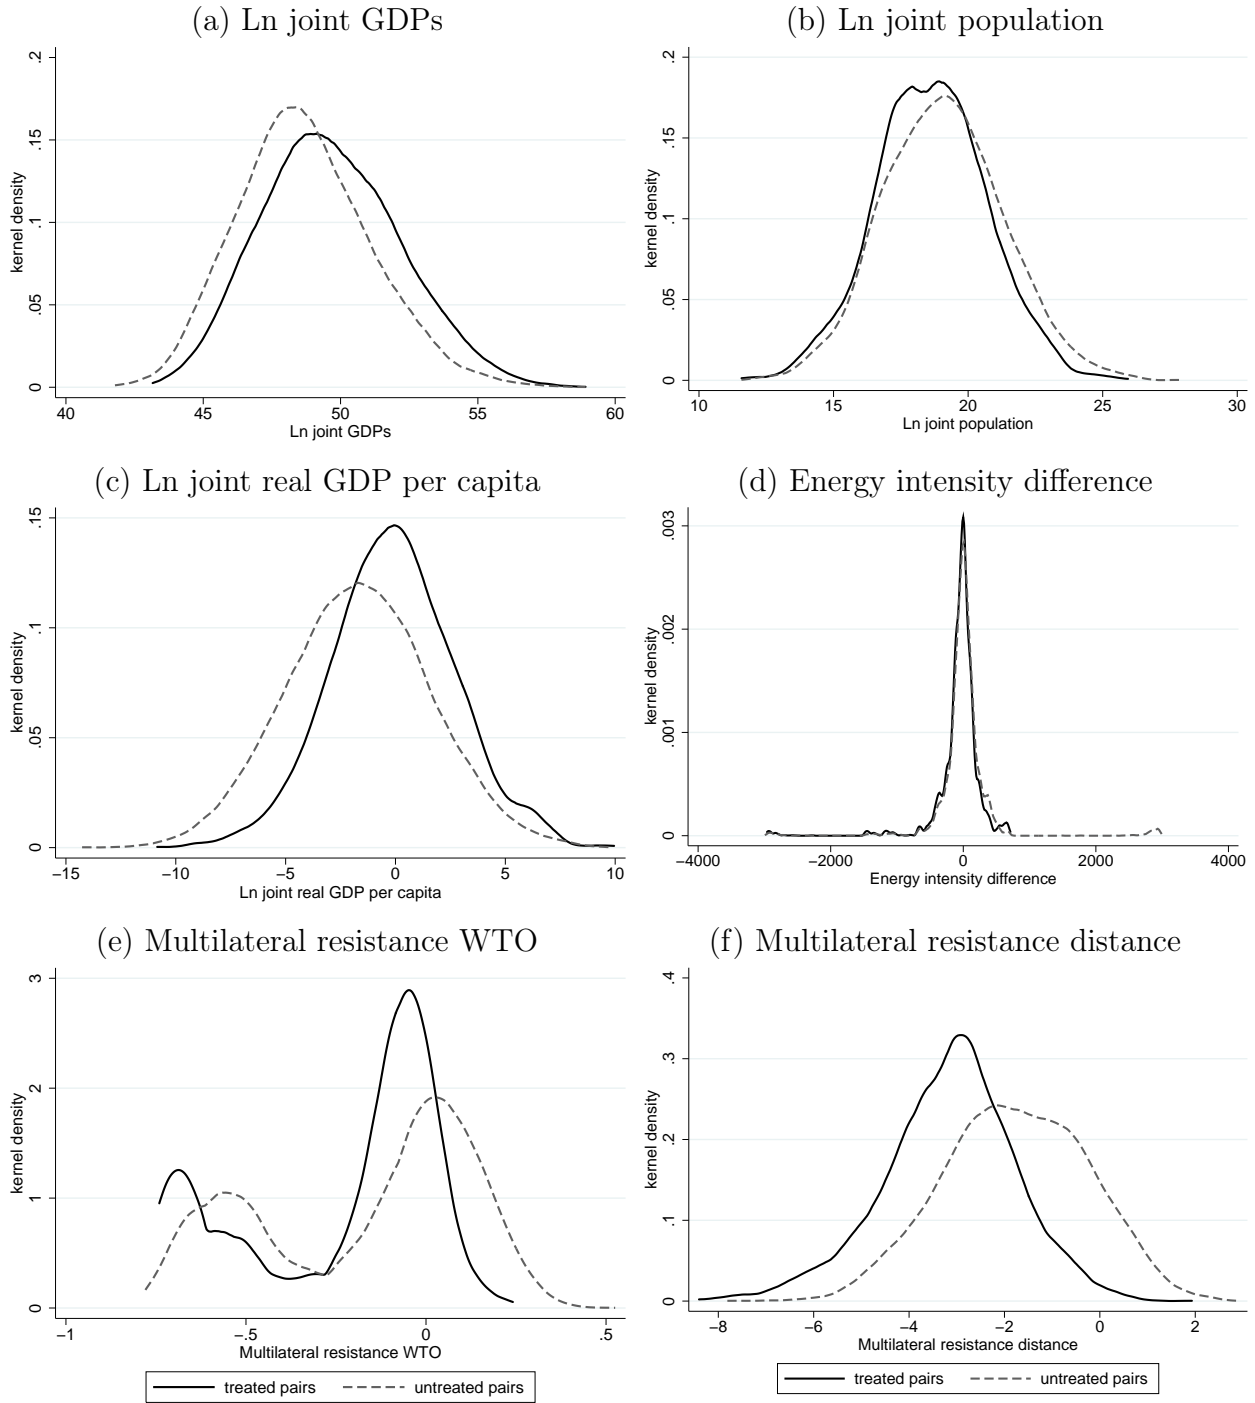 (a) Ln joint GDPs
(b) Ln joint population
kernel density
0 .05 .1 .15 .2
40 45 50 55 60
Ln joint GDPs
kernel density
0 .05 .1 .15 .2
10 15 20 25 30
Ln joint population
(c) Ln joint real GDP per capita
(d) Energy intensity difference
kernel density
0 .05 .1 .15
−15 −10 −5 0 5 10
Ln joint real GDP per capita
kernel density
0 .001 .002 .003
−4000 −2000 0 2000 4000
Energy intensity difference
(e) Multilateral resistance WTO
(f) Multilateral resistance distance
kernel density
0 1 2 3
−1 −.5 0 .5
Multilateral resistance WTO
kernel density
0 .1 .2 .3 .4
−8 −6 −4 −2 0 2
Multilateral resistance distance
treated pairs untreated pairs
treated pairs untreated pairs